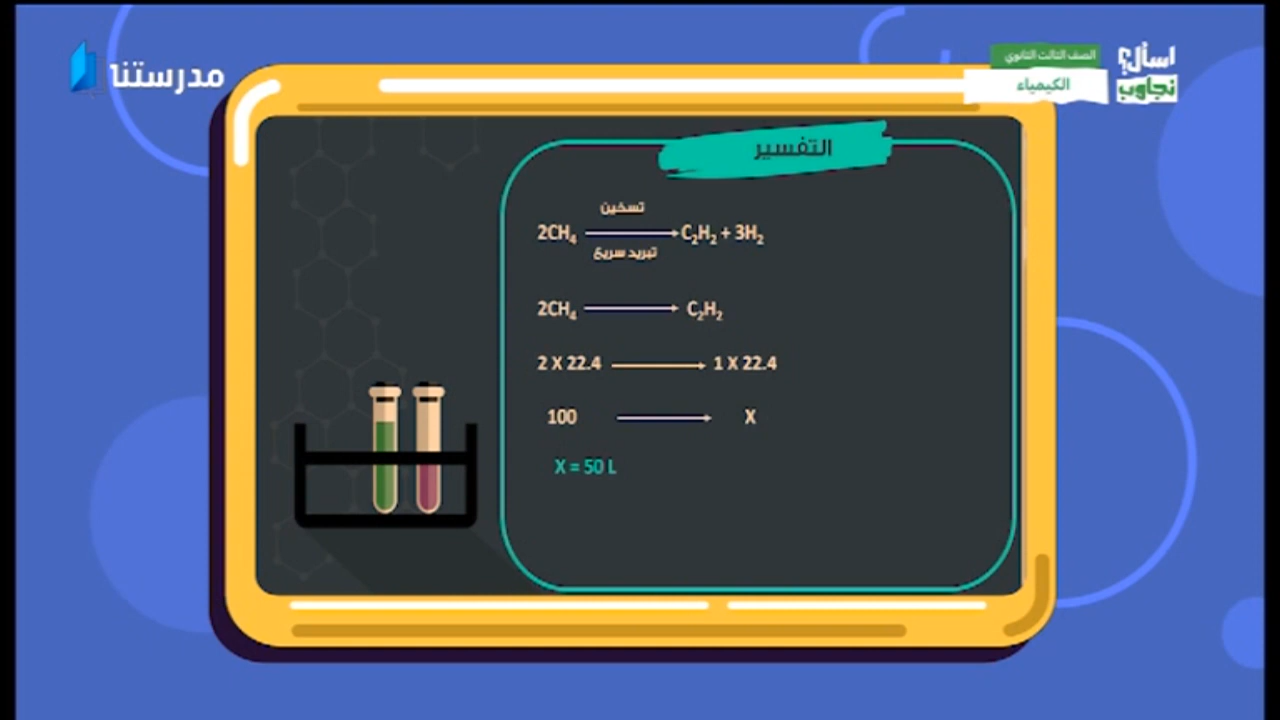 مدرستنا
الصف الثالث الثانوي
الكيمياء
اسأل؟
نجاوب
التفسير
تسخين
2CH₄ → C₂H₂ + 3H₂
تبريد سريع
2CH₄ → C₂H₂
2 X 22.4 → 1 X 22.4
100 → X
X = 50 L